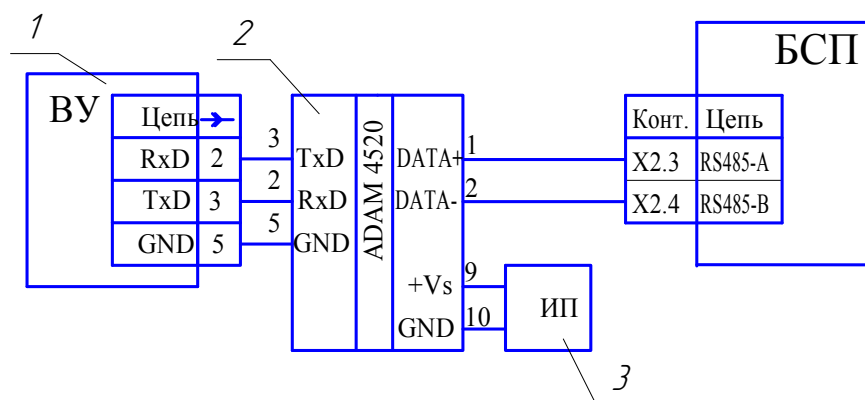 1
2
БСП
ВУ
Цепь
Конт. Цепь
RxD 2 3 TxD DATA+ 1 X2.3 RS485-A
TxD 3 2 RxD DATA- 2 X2.4 RS485-B
GND 5 5 GND
ADAM 4520
+Vs 9
GND 10
ИП
3